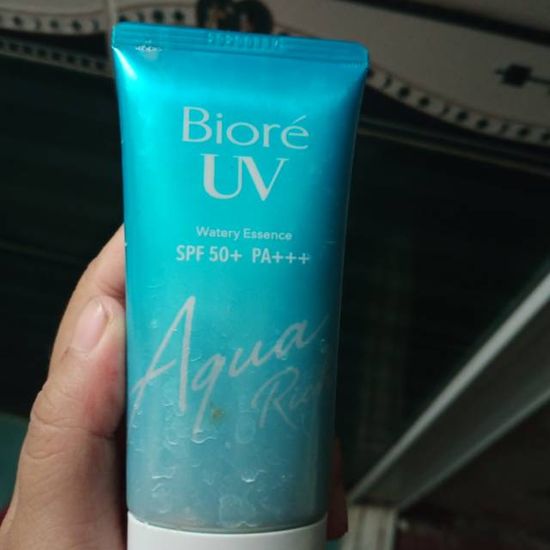 Bioré
UV
Watery Essence
SPF 50+ PA+++
Aqua
Rich